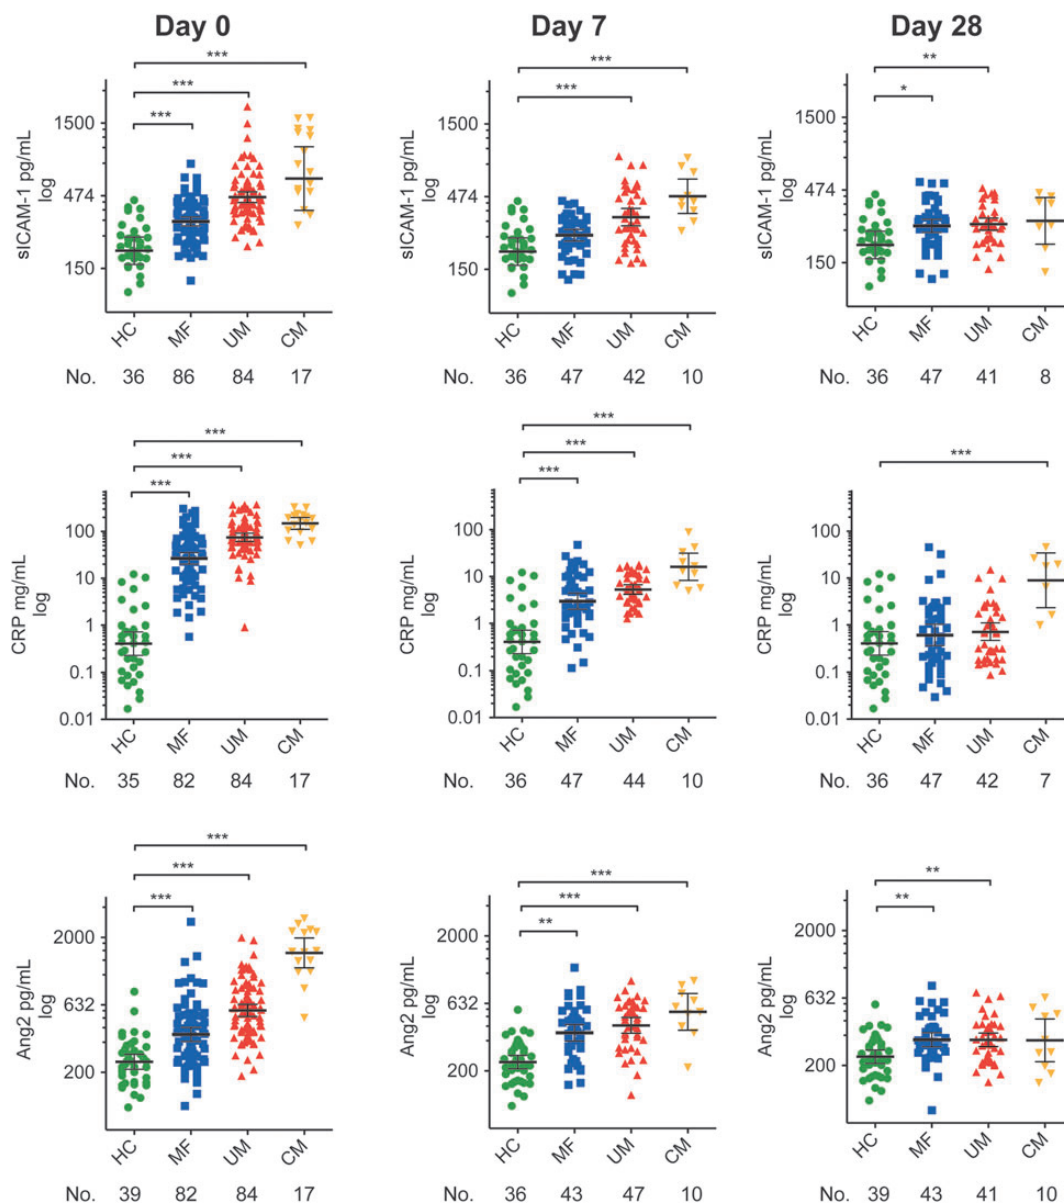 Day 0 Day 7 Day 28
*** *** **
*** *** *
***
sICAM-1 pg/mL log 1500 474 150
sICAM-1 pg/mL log 1500 474 150
sICAM-1 pg/mL log 1500 474 150
HC MF UM CM HC MF UM CM HC MF UM CM
No. 36 86 84 17 No. 36 47 42 10 No. 36 47 41 8
*** *** ***
*** ***
*** ***
CRP mg/mL log 100 10 1 0.1 0.01
CRP mg/mL log 100 10 1 0.1 0.01
CRP mg/mL log 100 10 1 0.1 0.01
HC MF UM CM HC MF UM CM HC MF UM CM
No. 35 82 84 17 No. 36 47 44 10 No. 36 47 42 7
*** *** **
*** *** **
*** **
Ang2 pg/mL log 2000 632 200
Ang2 pg/mL log 2000 632 200
Ang2 pg/mL log 2000 632 200
HC MF UM CM HC MF UM CM HC MF UM CM
No. 39 82 84 17 No. 36 43 47 10 No. 39 43 41 10